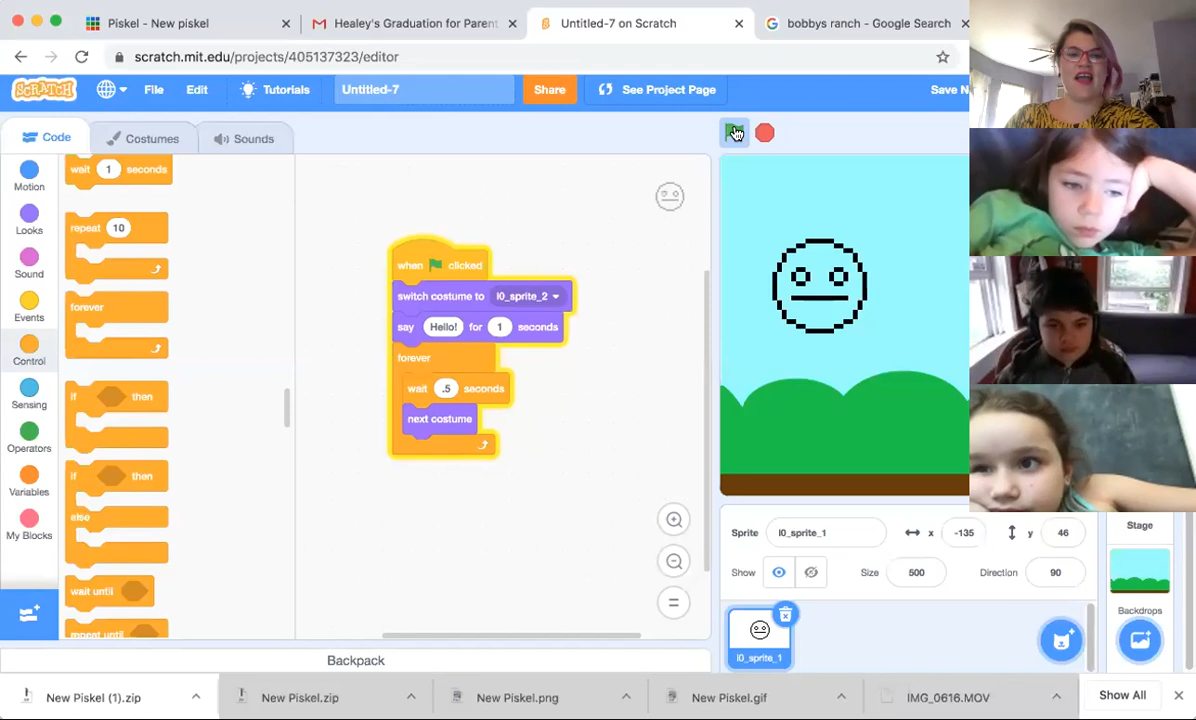 Piskel - New piskel
Healey's Graduation for Parent
Untitled-7 on Scratch
bobbys ranch - Google Search
scratch.mit.edu/projects/405137323/editor
SCRATCH File Edit Tutorials Untitled-7 Share See Project Page Save N
Code Costumes Sounds
Motion
Looks
Sound
Events
Control
Sensing
Operators
Variables
My Blocks
wait 1 seconds
repeat 10
forever
if then
if then
else
wait until
repeat until
when clicked
switch costume to l0_sprite_2
say Hello! for 1 seconds
forever
wait .5 seconds
next costume
Sprite l0_sprite_1 x -135 y 46
Show Size 500 Direction 90
l0_sprite_1
Stage
Backdrops
Backpack
New Piskel (1).zip
New Piskel.zip
New Piskel.png
New Piskel.gif
IMG_0616.MOV
Show All